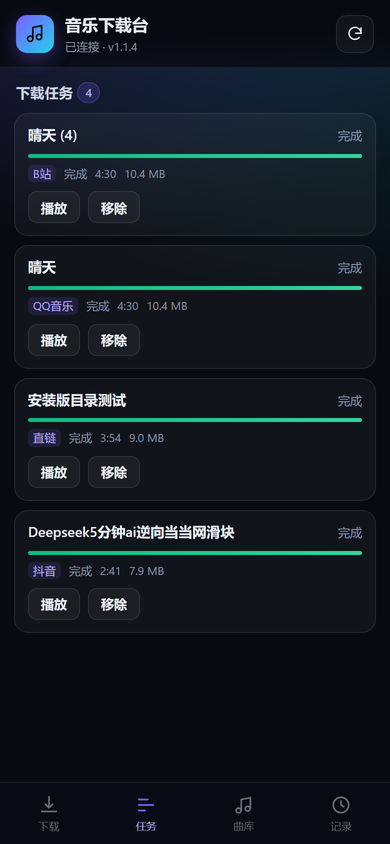 音乐下载台
已连接 · v1.1.4
下载任务 4
晴天 (4) 完成
B站 完成 4:30 10.4 MB
播放 移除
晴天 完成
QQ音乐 完成 4:30 10.4 MB
播放 移除
安装版目录测试 完成
直链 完成 3:54 9.0 MB
播放 移除
Deepseek5分钟ai逆向当当网滑块 完成
抖音 完成 2:41 7.9 MB
播放 移除
下载 任务 曲库 记录